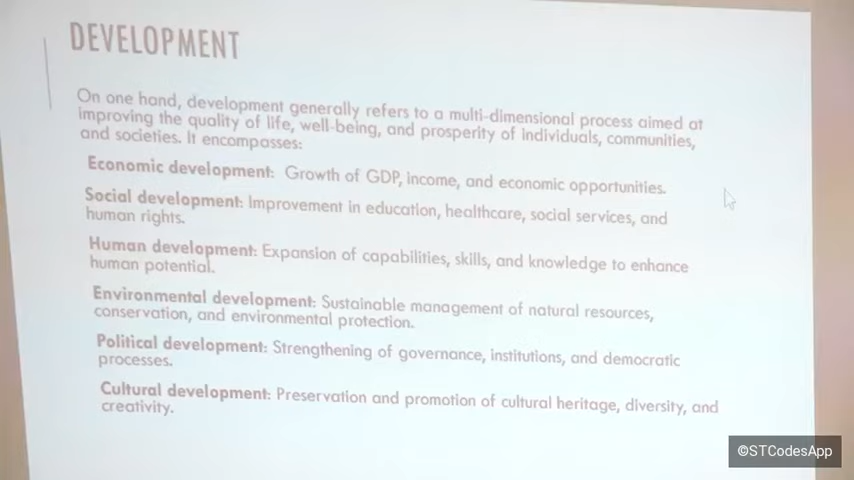 DEVELOPMENT
On one hand, development generally refers to a multi-dimensional process aimed at
improving the quality of life, well-being, and prosperity of individuals, communities,
and societies. It encompasses:
Economic development: Growth of GDP, income, and economic opportunities.
Social development: Improvement in education, healthcare, social services, and
human rights.
Human development: Expansion of capabilities, skills, and knowledge to enhance
human potential.
Environmental development: Sustainable management of natural resources,
conservation, and environmental protection.
Political development: Strengthening of governance, institutions, and democratic
processes.
Cultural development: Preservation and promotion of cultural heritage, diversity, and
creativity.
©STCodesApp